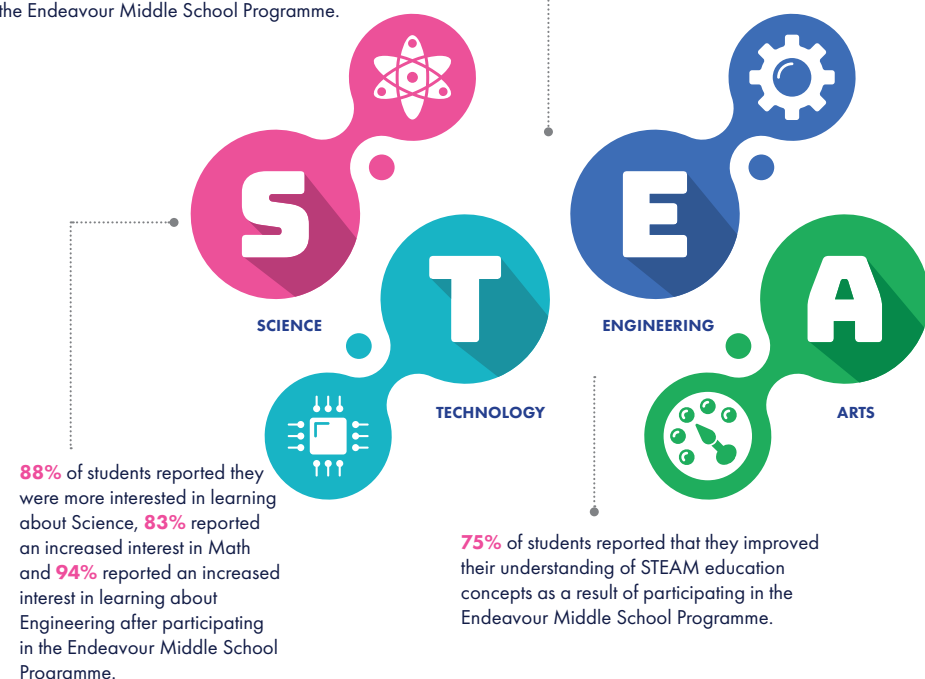 the Endeavour Middle School Programme.
S
E
T
A
SCIENCE
ENGINEERING
TECHNOLOGY
ARTS
88% of students reported they
were more interested in learning
about Science, 83% reported
an increased interest in Math
and 94% reported an increased
interest in learning about
Engineering after participating
in the Endeavour Middle School
Programme.
75% of students reported that they improved
their understanding of STEAM education
concepts as a result of participating in the
Endeavour Middle School Programme.